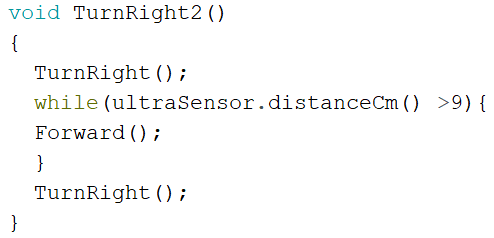 void TurnRight2()
{
  TurnRight();
  while(ultraSensor.distanceCm() >9){
  Forward();
  }
  TurnRight();
}